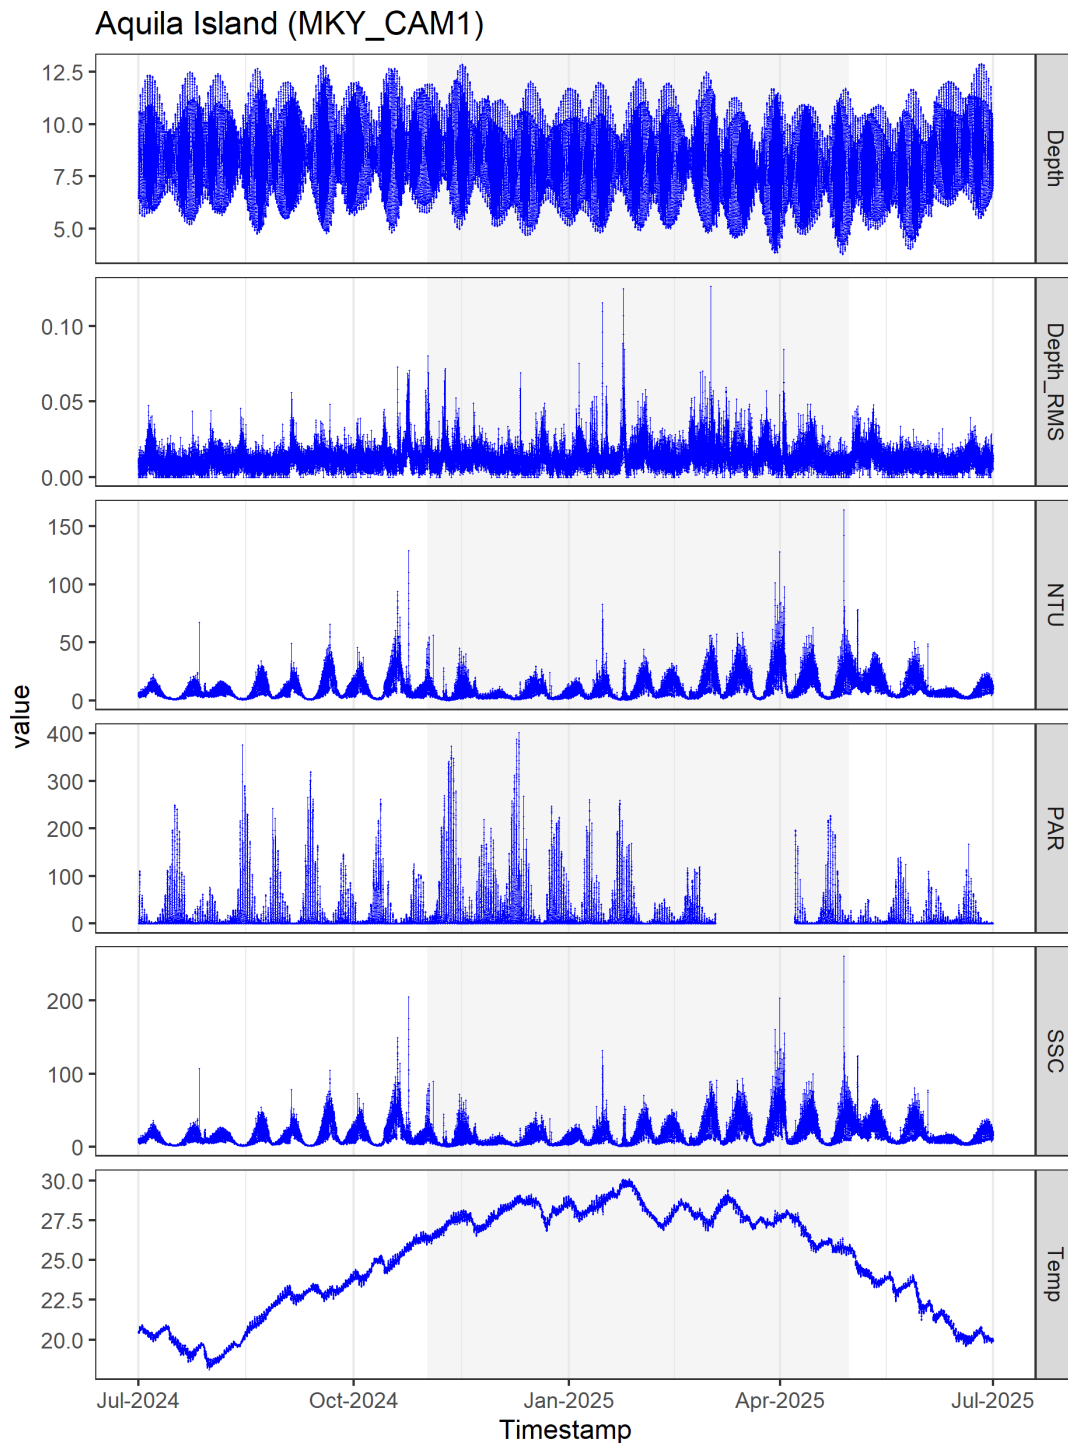 Aquila Island (MKY_CAM1)
12.5
10.0
7.5
5.0
Depth
0.10
0.05
0.00
Depth_RMS
150
100
50
0
NTU
value
400
300
200
100
0
PAR
200
100
0
SSC
30.0
27.5
25.0
22.5
20.0
Temp
Jul-2024 Oct-2024 Jan-2025 Apr-2025 Jul-2025
Timestamp